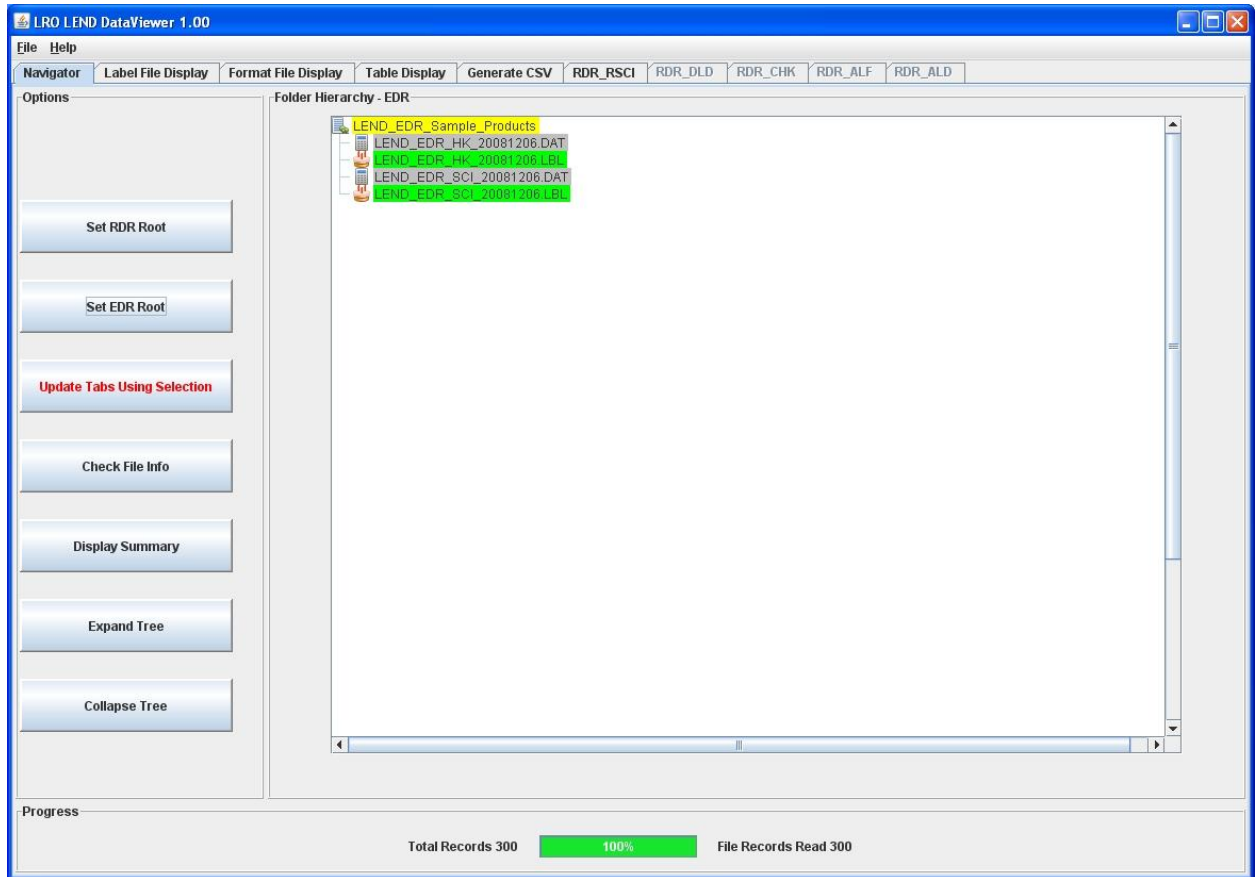 LRO LEND DataViewer 1.00
File Help
Navigator Label File Display Format File Display Table Display Generate CSV RDR_RSCI RDR_DLD RDR_CHK RDR_ALF RDR_ALD
Options
Folder Hierarchy - EDR
LEND_EDR_Sample_Products
LEND_EDR_HK_20081206.DAT
LEND_EDR_HK_20081206.LBL
LEND_EDR_SCI_20081206.DAT
LEND_EDR_SCI_20081206.LBL
Set RDR Root
Set EDR Root
Update Tabs Using Selection
Check File Info
Display Summary
Expand Tree
Collapse Tree
Progress
Total Records 300 100% File Records Read 300